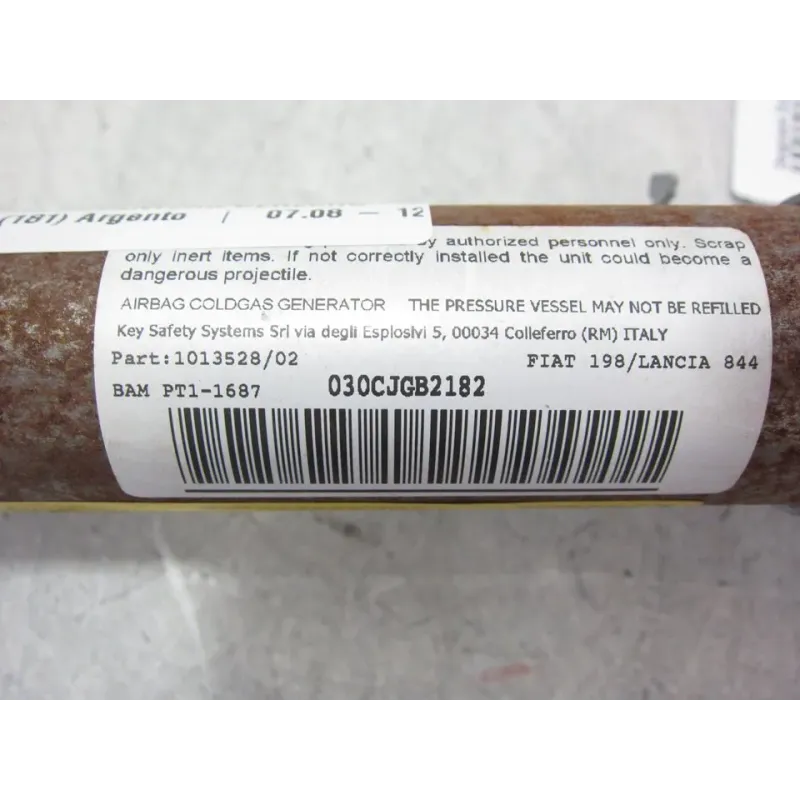 (181) Argento | 07.08 - 12
by authorized personnel only. Scrap
only inert items. If not correctly installed the unit could become a
dangerous projectile.
AIRBAG COLDGAS GENERATOR THE PRESSURE VESSEL MAY NOT BE REFILLED
Key Safety Systems Srl via degli Esplosivi 5, 00034 Colleferro (RM) ITALY
Part:1013528/02 FIAT 198/LANCIA 844
BAM PT1-1687 030CJGB2182